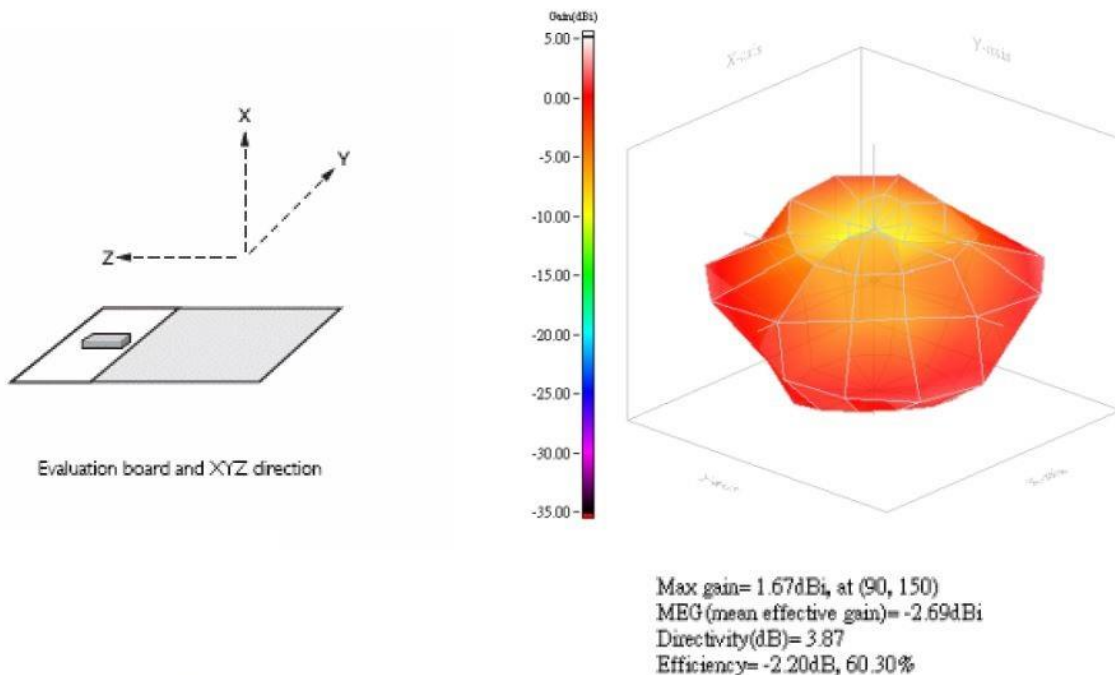 X
Y
Z
Evaluation board and XYZ direction
Gain(dBi)
5.00
0.00
-5.00
-10.00
-15.00
-20.00
-25.00
-30.00
-35.00
X-axis
Y-axis
Max gain= 1.67dBi, at (90, 150)
MEG(mean effective gain)= -2.69dBi
Directivity(dB)= 3.87
Efficiency= -2.20dB, 60.30%